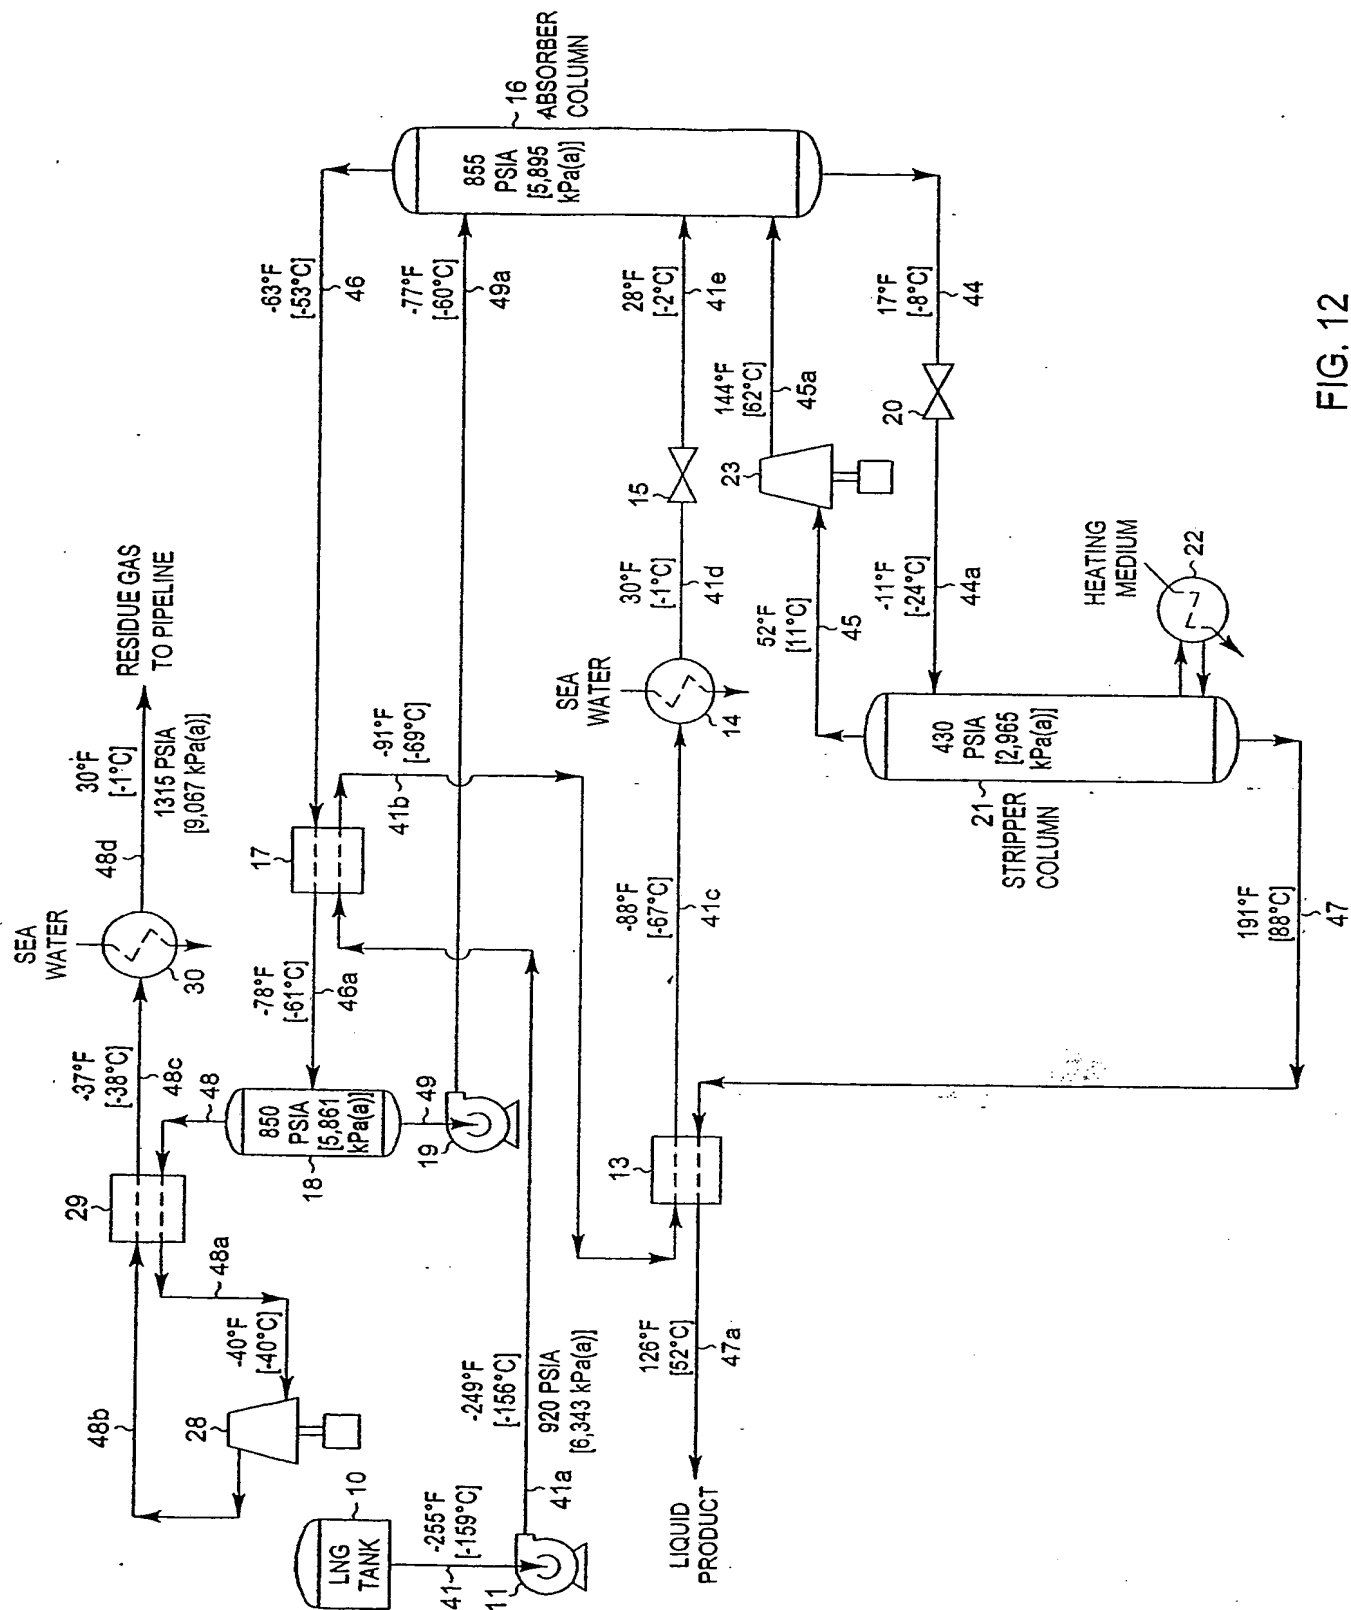 SEA
WATER
30
48d
30°F
[-1°C]
1315 PSIA
[9,067 kPa(a)]
RESIDUE GAS
TO PIPELINE
-37°F
[-38°C]
48c
29
48
48a
48b
-40°F
[-40°C]
28
850
PSIA
[5,861
kPa(a)]
18
49
19
-78°F
[-61°C]
46a
17
-91°F
[-69°C]
41b
-63°F
[-53°C]
46
-77°F
[-60°C]
49a
16
ABSORBER
COLUMN
855
PSIA
[5,895
kPa(a)]
LNG
TANK
10
-255°F
[-159°C]
41
11
41a
-249°F
[-156°C]
920 PSIA
[6,343 kPa(a)]
13
-88°F
[-67°C]
41c
SEA
WATER
14
30°F
[-1°C]
41d
15
28°F
[-2°C]
41e
144°F
[62°C]
45a
23
52°F
[11°C]
45
17°F
[-8°C]
44
20
-11°F
[-24°C]
44a
430
PSIA
[2,965
kPa(a)]
21
STRIPPER
COLUMN
HEATING
MEDIUM
22
191°F
[88°C]
47
126°F
[52°C]
47a
LIQUID
PRODUCT
FIG. 12